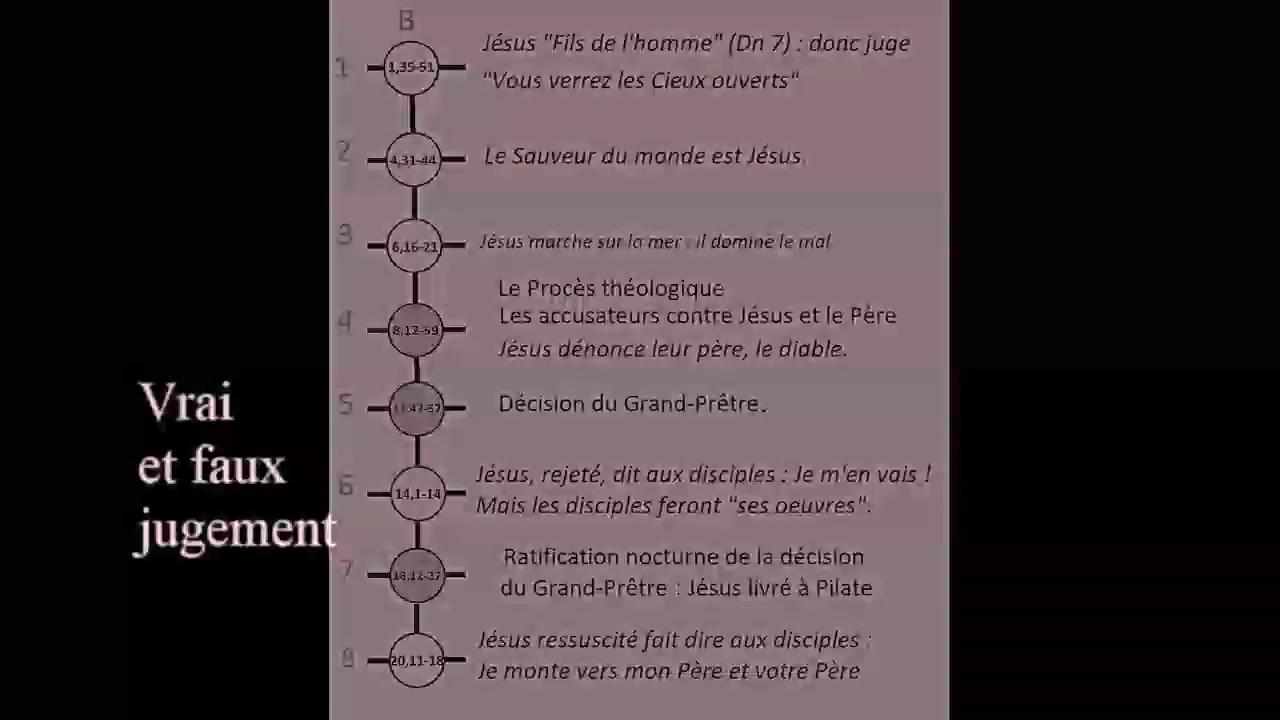 B
1
1,35-51
Jésus "Fils de l'homme" (Dn 7) : donc juge
"Vous verrez les Cieux ouverts"
2
4,31-44
Le Sauveur du monde est Jésus
3
6,16-21
Jésus marche sur la mer : il domine le mal
Le Procès théologique
4
8,12-59
Les accusateurs contre Jésus et le Père
Jésus dénonce leur père, le diable.
5
11,47-57
Décision du Grand-Prêtre.
Vrai
et faux
jugement
6
14,1-14
Jésus, rejeté, dit aux disciples : Je m'en vais !
Mais les disciples feront "ses oeuvres".
7
18,12-27
Ratification nocturne de la décision
du Grand-Prêtre : Jésus livré à Pilate
8
20,11-18
Jésus ressuscité fait dire aux disciples :
Je monte vers mon Père et votre Père